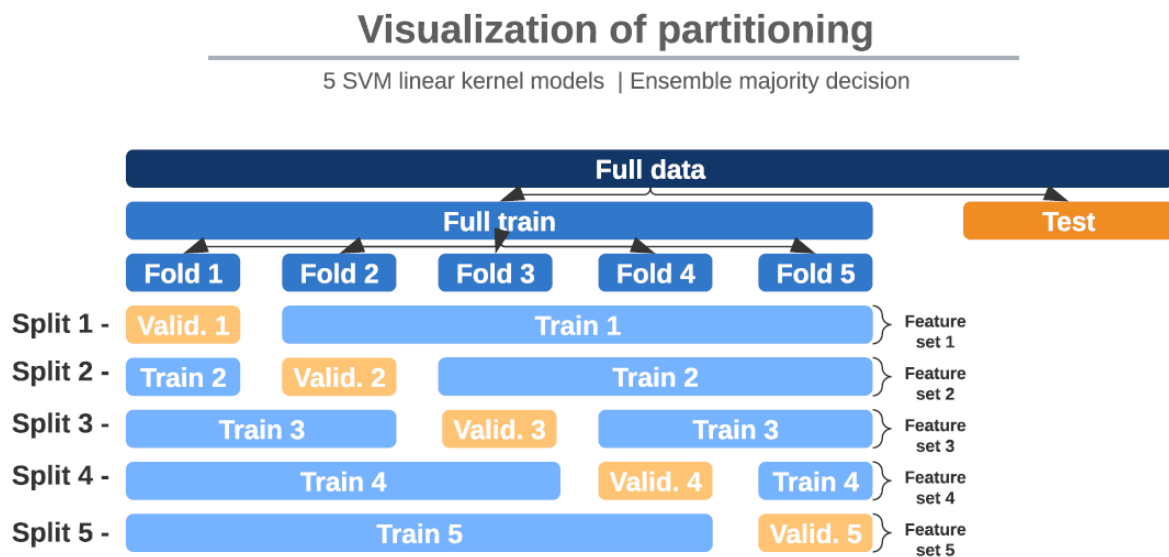 Visualization of partitioning
5 SVM linear kernel models | Ensemble majority decision
Full data
Full train
Test
Fold 1
Fold 2
Fold 3
Fold 4
Fold 5
Split 1 -
Valid. 1
Train 1
Feature
set 1
Split 2 -
Train 2
Valid. 2
Train 2
Feature
set 2
Split 3 -
Train 3
Valid. 3
Train 3
Feature
set 3
Split 4 -
Train 4
Valid. 4
Train 4
Feature
set 4
Split 5 -
Train 5
Valid. 5
Feature
set 5